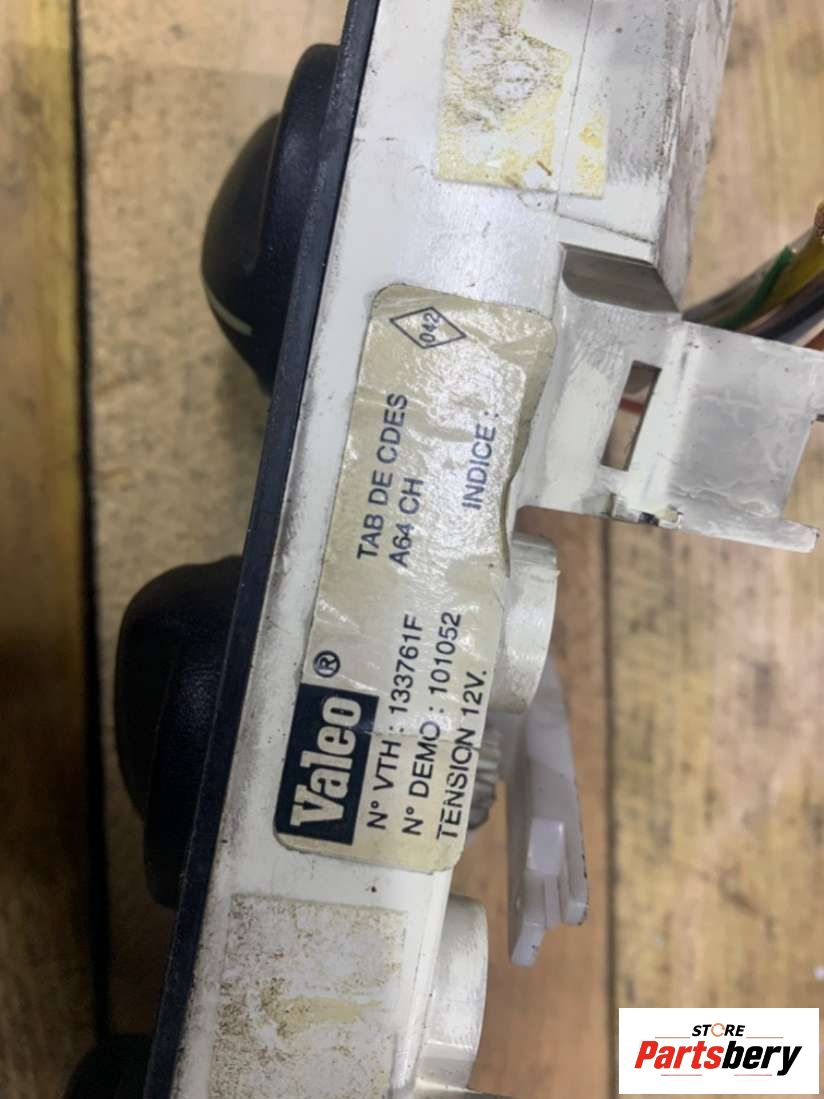 042
TAB DE CDES
A64 CH
INDICE :
Valeo ®
N° VTH : 133761F
N° DEMO : 101052
TENSION 12V.
STORE
Partsbery